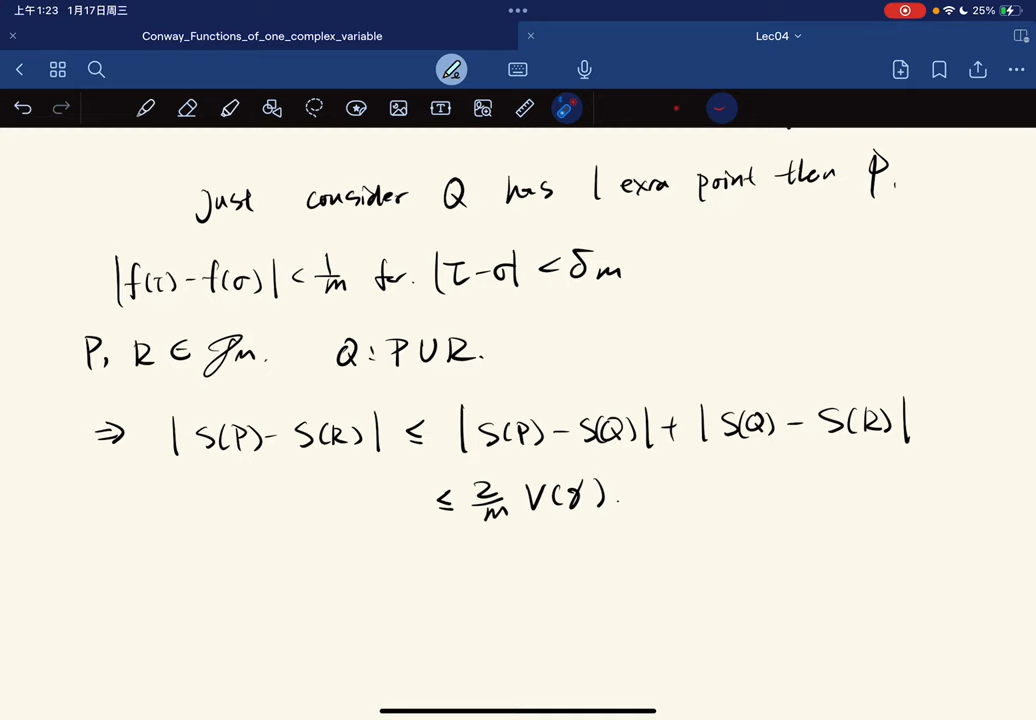 上午1:23 1月17日周三
25%
Conway_Functions_of_one_complex_variable
Lec04
just consider Q has 1 exra point then P.
|f(τ)-f(σ)| < 1/m for. |τ-σ| < δm
P, R ∈ 𝒫m. Q: P∪R.
⇒ |S(P)-S(R)| ≤ |S(P)-S(Q)| + |S(Q)-S(R)|
≤ 2/m V(γ).